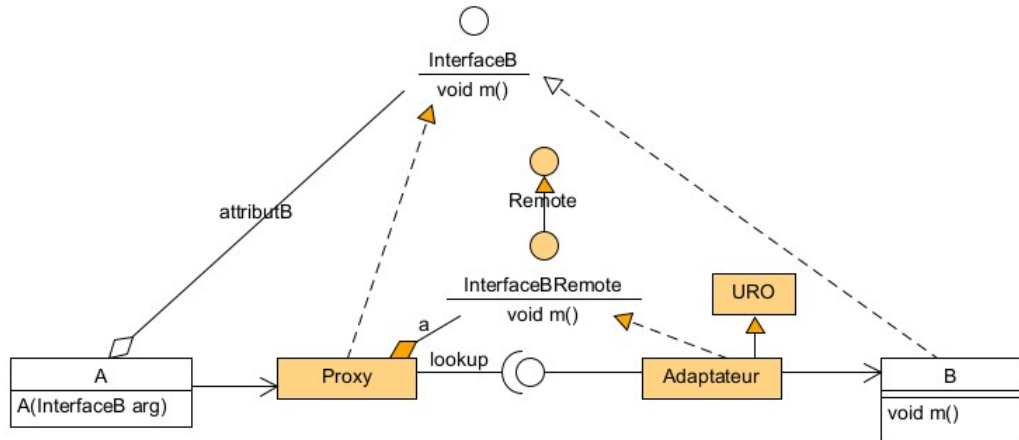 InterfaceB
void m()
Remote
attributB
InterfaceBRemote
void m()
URO
a
lookup
A
A(InterfaceB arg)
Proxy
Adaptateur
B
void m()